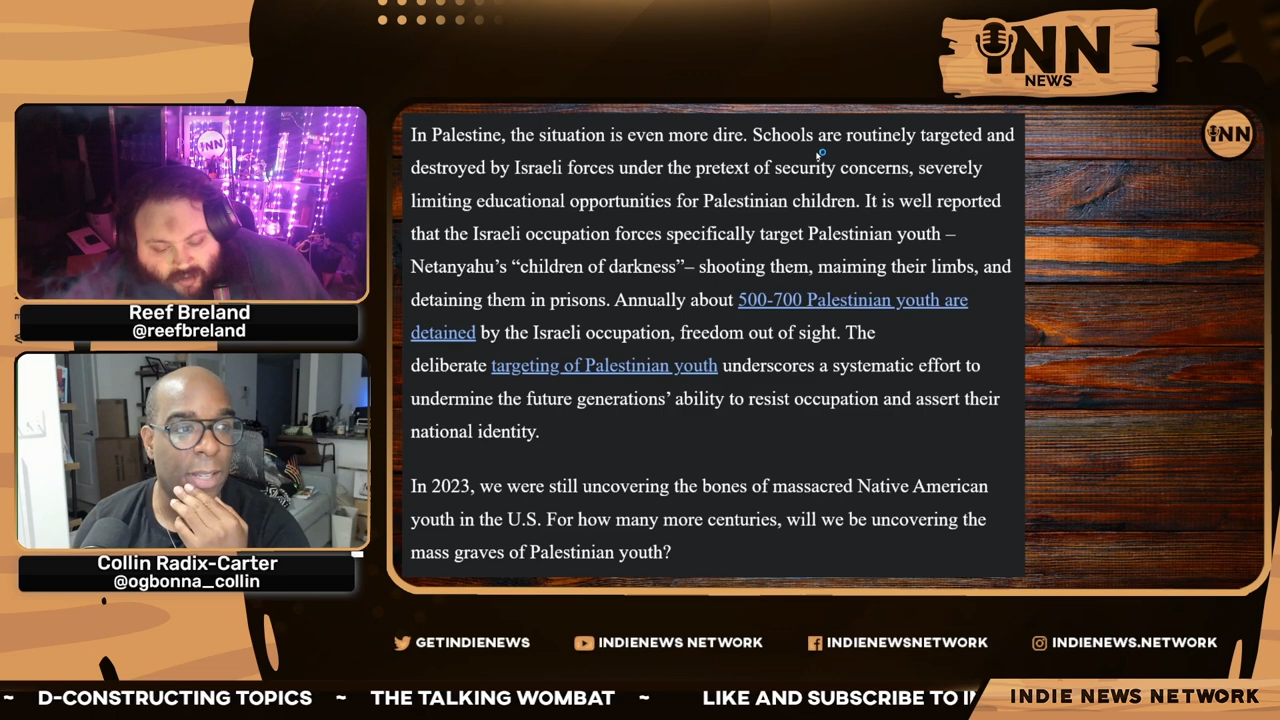 INN
NEWS
INN
In Palestine, the situation is even more dire. Schools are routinely targeted and
destroyed by Israeli forces under the pretext of security concerns, severely
limiting educational opportunities for Palestinian children. It is well reported
that the Israeli occupation forces specifically target Palestinian youth –
Netanyahu’s “children of darkness”– shooting them, maiming their limbs, and
detaining them in prisons. Annually about 500-700 Palestinian youth are
detained by the Israeli occupation, freedom out of sight. The
deliberate targeting of Palestinian youth underscores a systematic effort to
undermine the future generations’ ability to resist occupation and assert their
national identity.
In 2023, we were still uncovering the bones of massacred Native American
youth in the U.S. For how many more centuries, will we be uncovering the
mass graves of Palestinian youth?
INN
Reef Breland
@reefbreland
Collin Radix-Carter
@ogbonna_collin
GETINDIENEWS
INDIENEWS NETWORK
INDIENEWSNETWORK
INDIENEWS.NETWORK
~ D-CONSTRUCTING TOPICS ~ THE TALKING WOMBAT ~ LIKE AND SUBSCRIBE TO
INDIE NEWS NETWORK